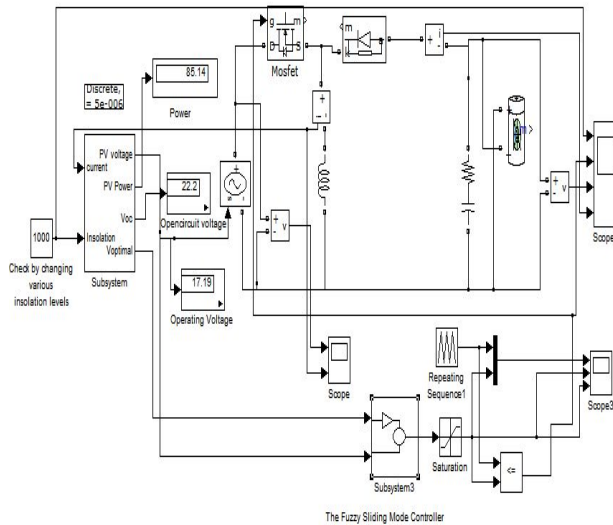 g m
D S
Mosfet
m
k a
+ i
-
85.14
Power
Discrete,
= 5e-006
PV voltage
current
PV Power
Voc
Insolation
Voptimal
Subsystem
22.2
Opencircuit voltage
1000
Check by changing
various
insolation levels
17.19
Operating Voltage
+ v
-
+ v
-
m
Scope
Scope
Repeating
Sequence1
Scope3
Subsystem3
Saturation
<=
The Fuzzy Sliding Mode Controller